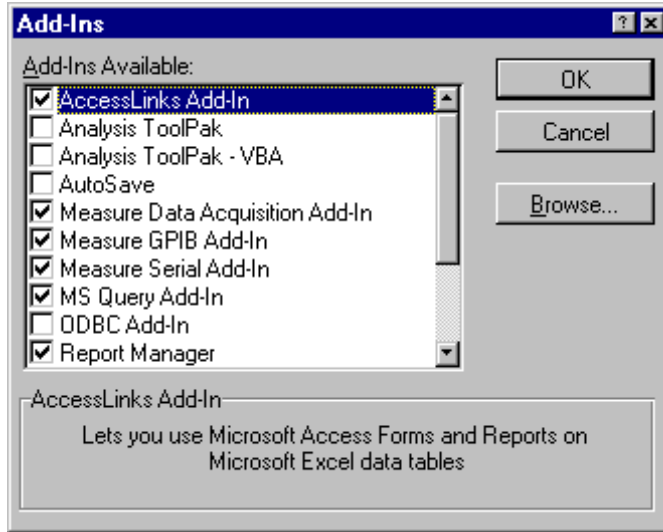 Add-Ins
Add-Ins Available:
AccessLinks Add-In
Analysis ToolPak
Analysis ToolPak - VBA
AutoSave
Measure Data Acquisition Add-In
Measure GPIB Add-In
Measure Serial Add-In
MS Query Add-In
ODBC Add-In
Report Manager
OK
Cancel
Browse...
AccessLinks Add-In
Lets you use Microsoft Access Forms and Reports on
Microsoft Excel data tables